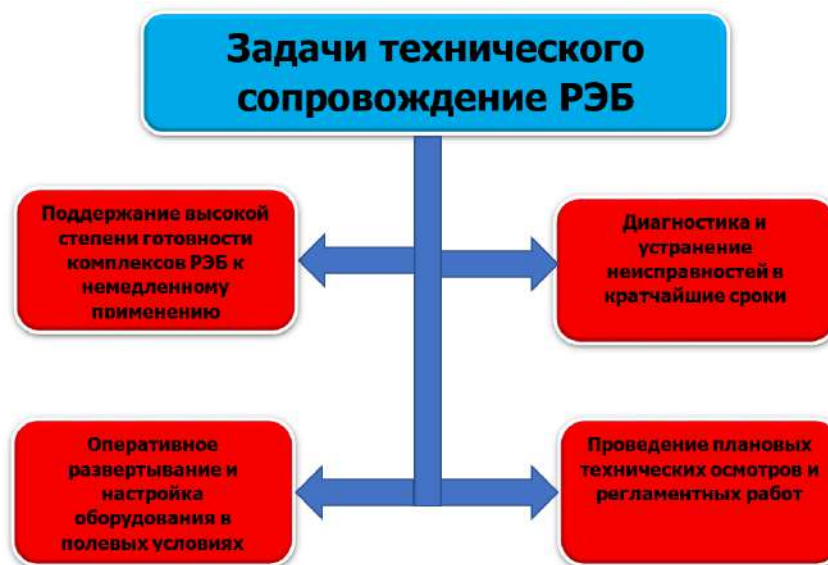 Задачи технического
сопровождение РЭБ
Поддержание высокой
степени готовности
комплексов РЭБ к
немедленному
применению
Диагностика и
устранение
неисправностей в
кратчайшие сроки
Оперативное
развертывание и
настройка
оборудования в
полевых условиях
Проведение плановых
технических осмотров и
регламентных работ